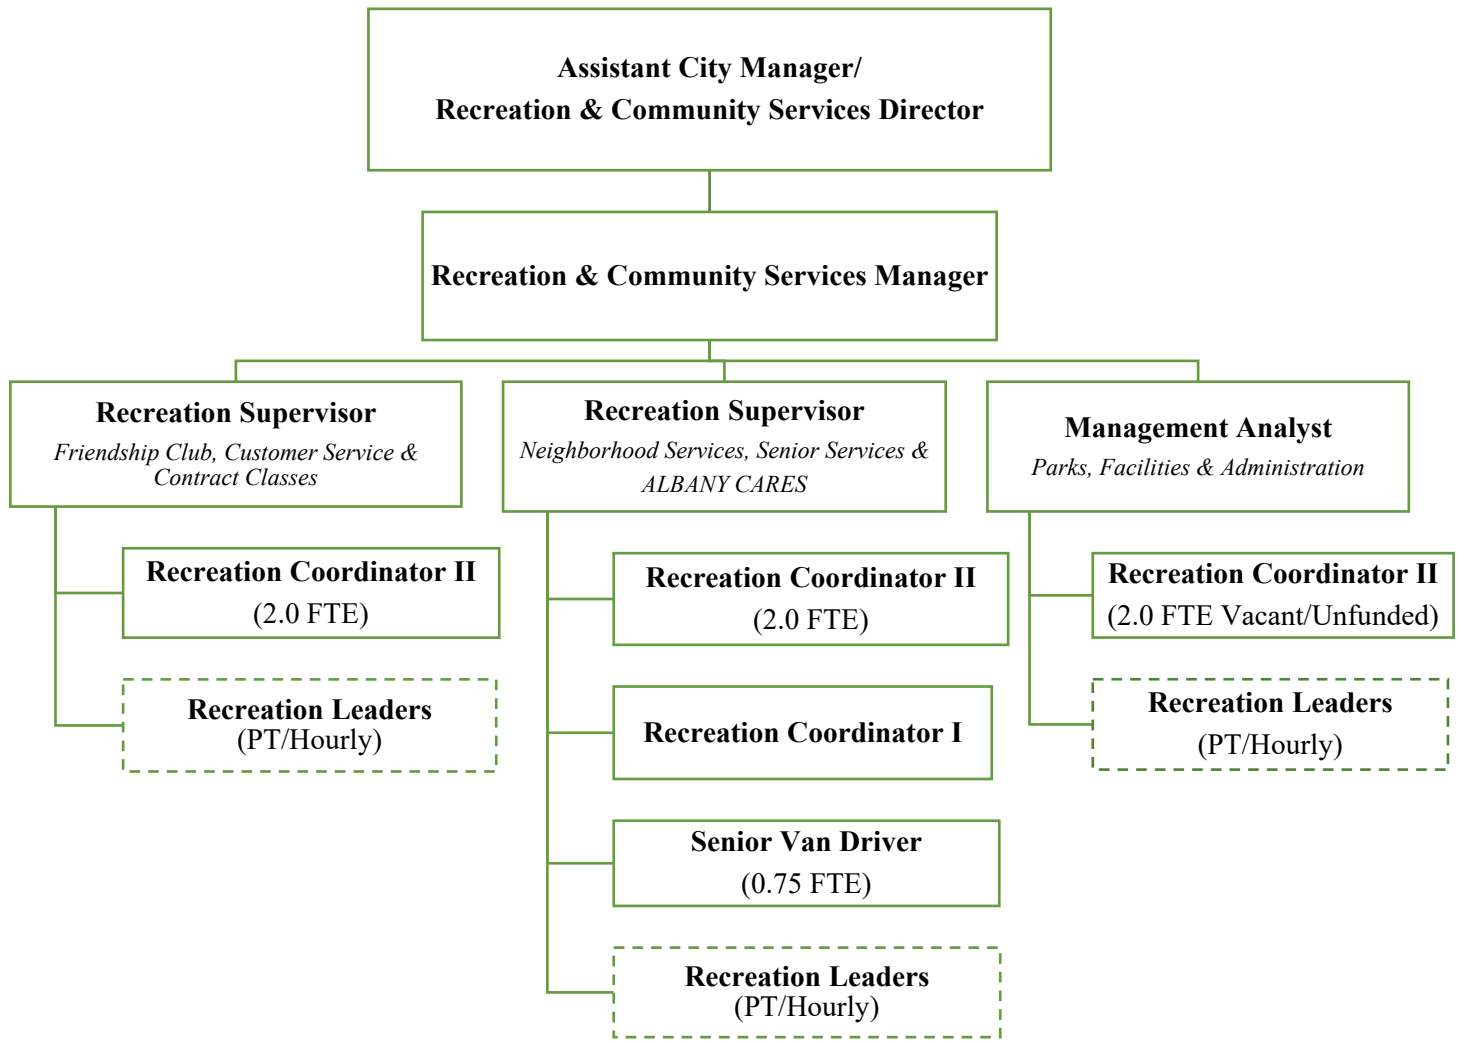 Assistant City Manager/
Recreation & Community Services Director
Recreation & Community Services Manager
Recreation Supervisor
Friendship Club, Customer Service &
Contract Classes
Recreation Coordinator II
(2.0 FTE)
Recreation Leaders
(PT/Hourly)
Recreation Supervisor
Neighborhood Services, Senior Services &
ALBANY CARES
Recreation Coordinator II
(2.0 FTE)
Recreation Coordinator I
Senior Van Driver
(0.75 FTE)
Recreation Leaders
(PT/Hourly)
Management Analyst
Parks, Facilities & Administration
Recreation Coordinator II
(2.0 FTE Vacant/Unfunded)
Recreation Leaders
(PT/Hourly)